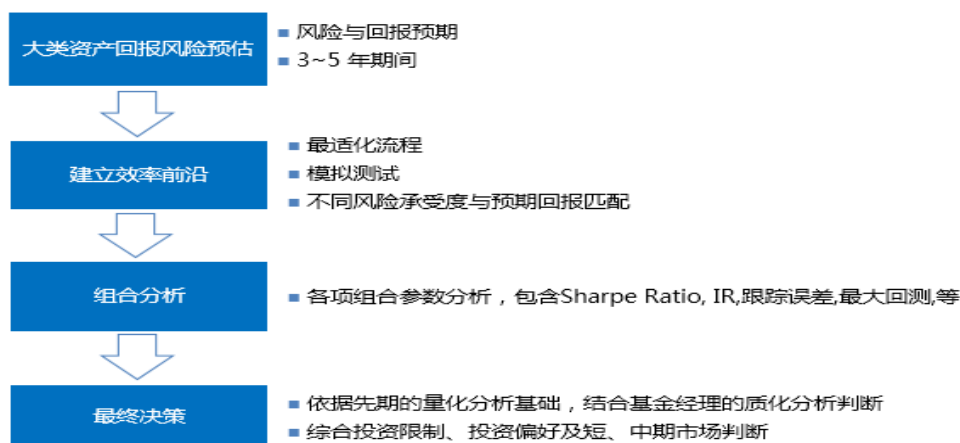 大类资产回报风险预估
■ 风险与回报预期
■ 3~5 年期间
建立效率前沿
■ 最适化流程
■ 模拟测试
■ 不同风险承受度与预期回报匹配
组合分析
■ 各项组合参数分析，包含Sharpe Ratio, IR,跟踪误差,最大回测,等
最终决策
■ 依据先期的量化分析基础，结合基金经理的质化分析判断
■ 综合投资限制、投资偏好及短、中期市场判断